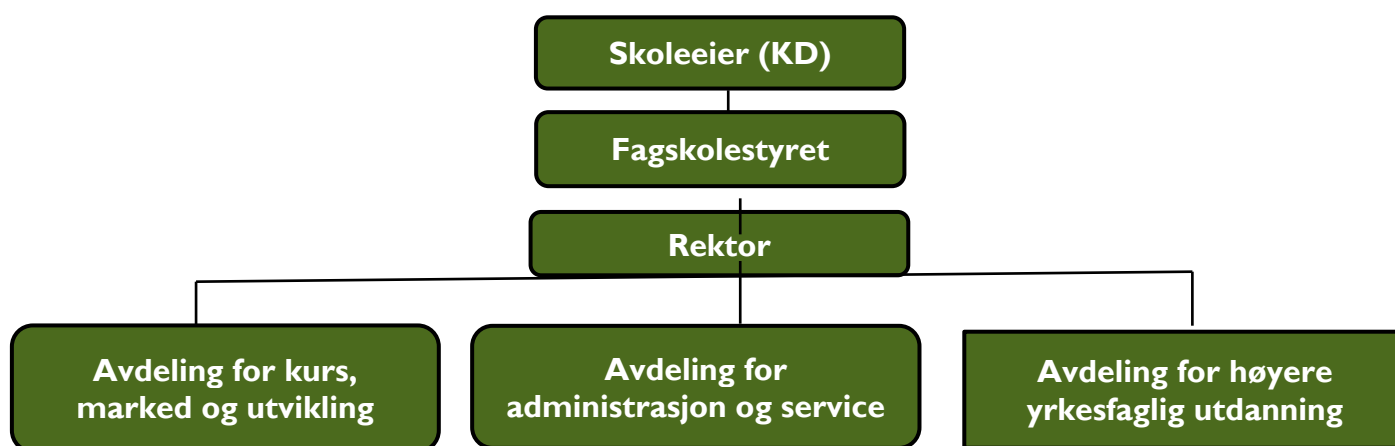 Skoleeier (KD)
Fagskolestyret
Rektor
Avdeling for kurs,
marked og utvikling
Avdeling for
administrasjon og service
Avdeling for høyere
yrkesfaglig utdanning